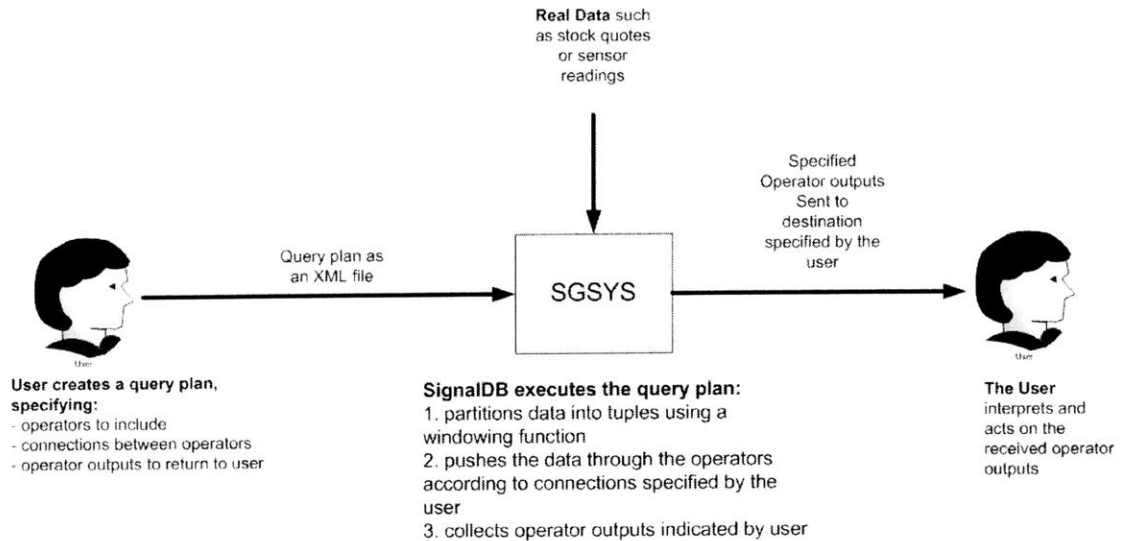 Real Data such
as stock quotes
or sensor
readings
Specified
Operator outputs
Sent to
destination
specified by the
user
Query plan as
an XML file
SGSYS
User
User
User creates a query plan,
specifying:
- operators to include
- connections between operators
- operator outputs to return to user
SignalDB executes the query plan:
1. partitions data into tuples using a
windowing function
2. pushes the data through the operators
according to connections specified by the
user
3. collects operator outputs indicated by user
The User
interprets and
acts on the
received operator
outputs